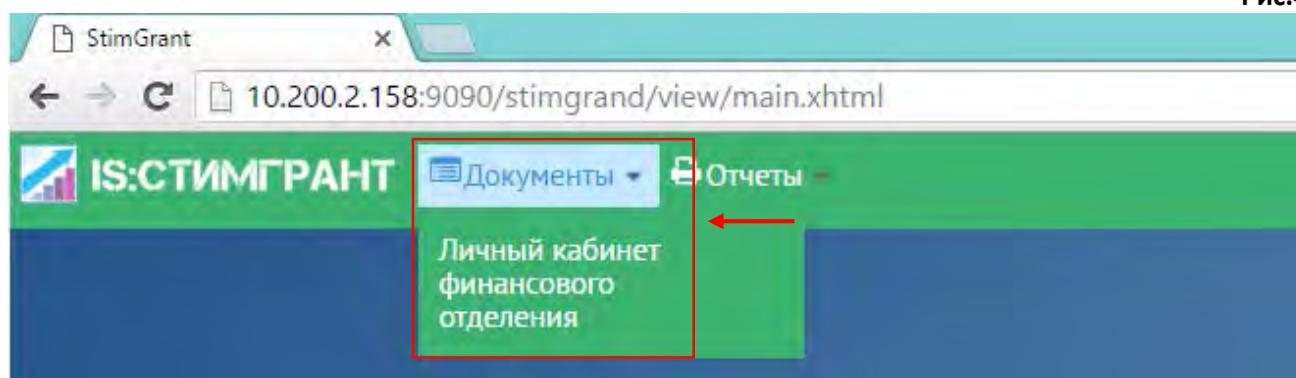 StimGrant
10.200.2.158:9090/stimgrand/view/main.xhtml
IS:СТИМГРАНТ Документы Отчеты
Личный кабинет
финансового
отделения